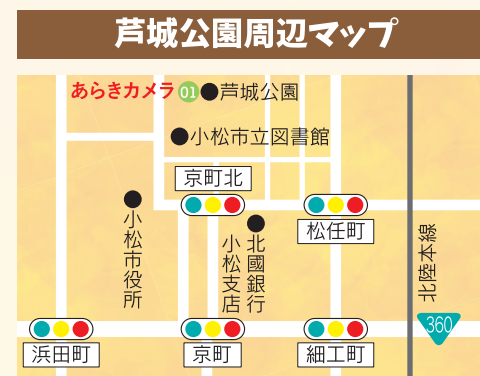 芦城公園周辺マップ
あらきカメラ 01 芦城公園
小松市立図書館
京町北
松任町
小松市役所
北國銀行
小松支店
北陸本線
360
浜田町
京町
細工町